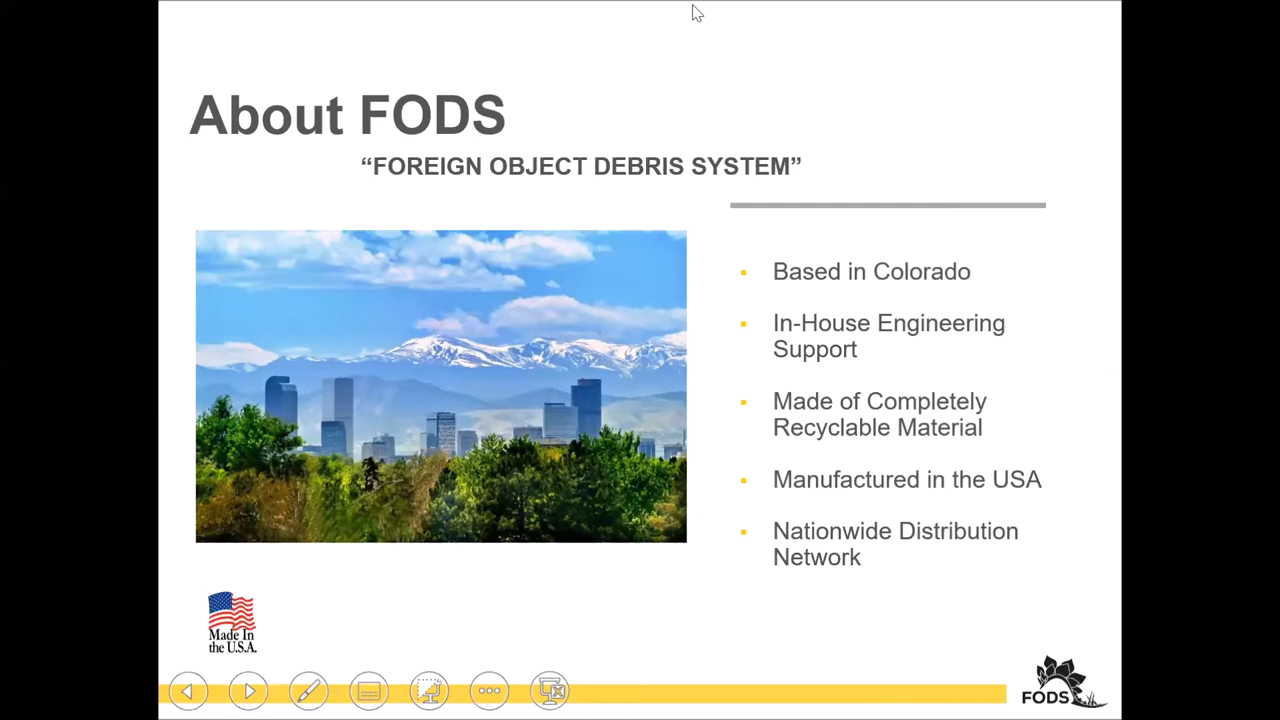 About FODS
“FOREIGN OBJECT DEBRIS SYSTEM”
Based in Colorado
In-House Engineering
Support
Made of Completely
Recyclable Material
Manufactured in the USA
Nationwide Distribution
Network
Made In
the U.S.A.
FODS